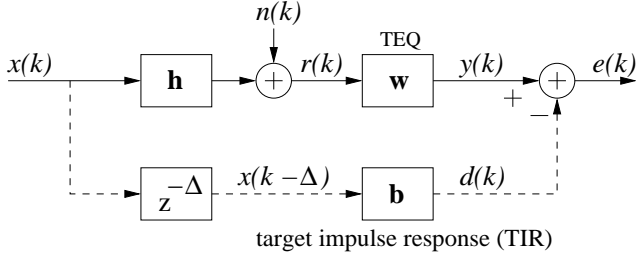 n(k)
TEQ
x(k) h + r(k) w y(k) + e(k)
+ −
z^{−Δ} x(k −Δ) b d(k)
target impulse response (TIR)